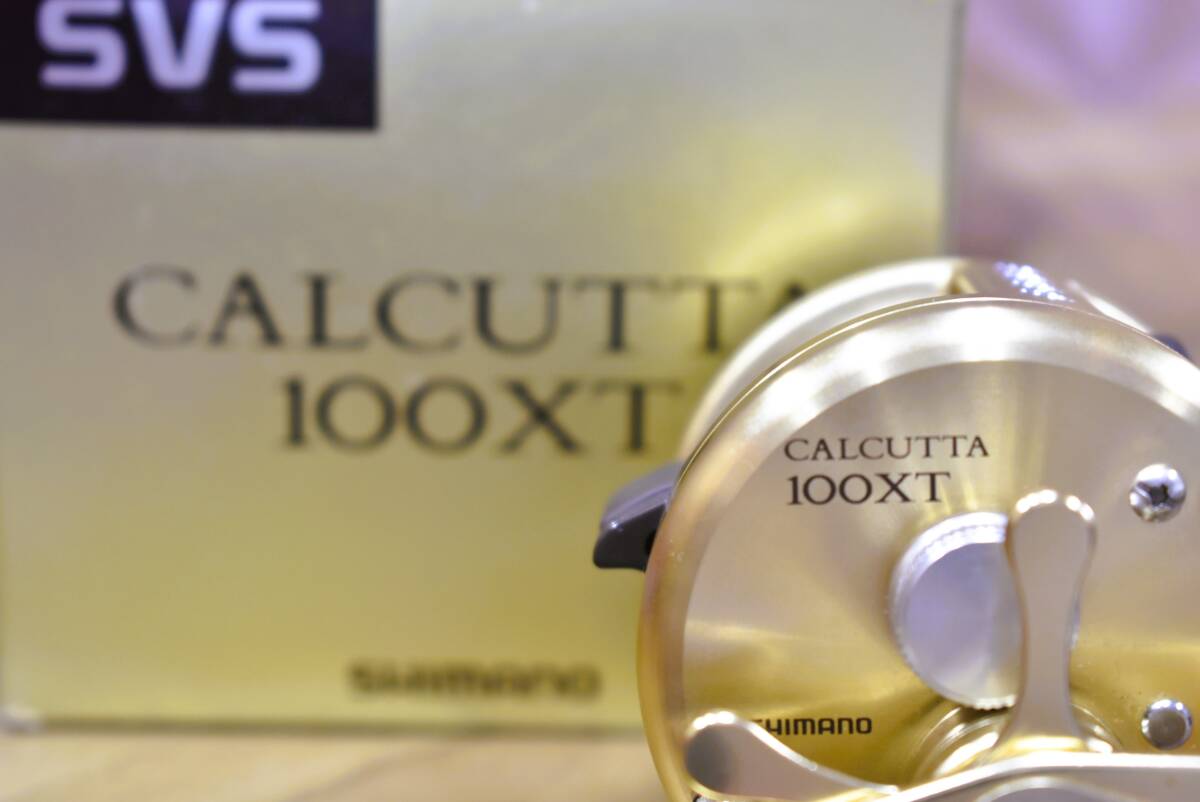 SVS
CALCUTTA
100XT
SHIMANO
CALCUTTA
100XT
SHIMANO